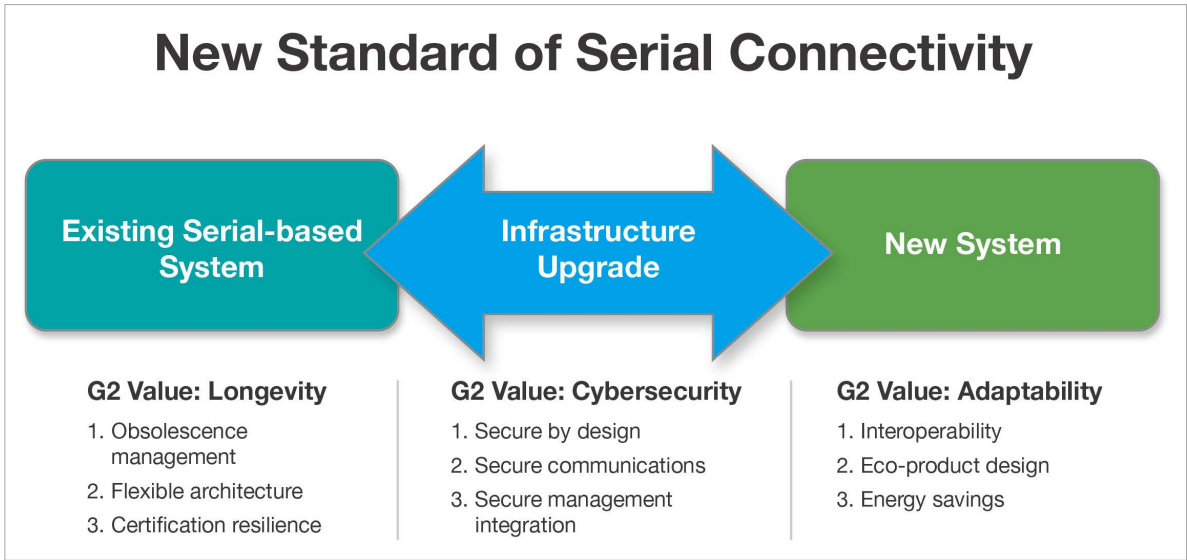 New Standard of Serial Connectivity
Existing Serial-based
System
Infrastructure
Upgrade
New System
G2 Value: Longevity
1. Obsolescence
management
2. Flexible architecture
3. Certification resilience
G2 Value: Cybersecurity
1. Secure by design
2. Secure communications
3. Secure management
integration
G2 Value: Adaptability
1. Interoperability
2. Eco-product design
3. Energy savings